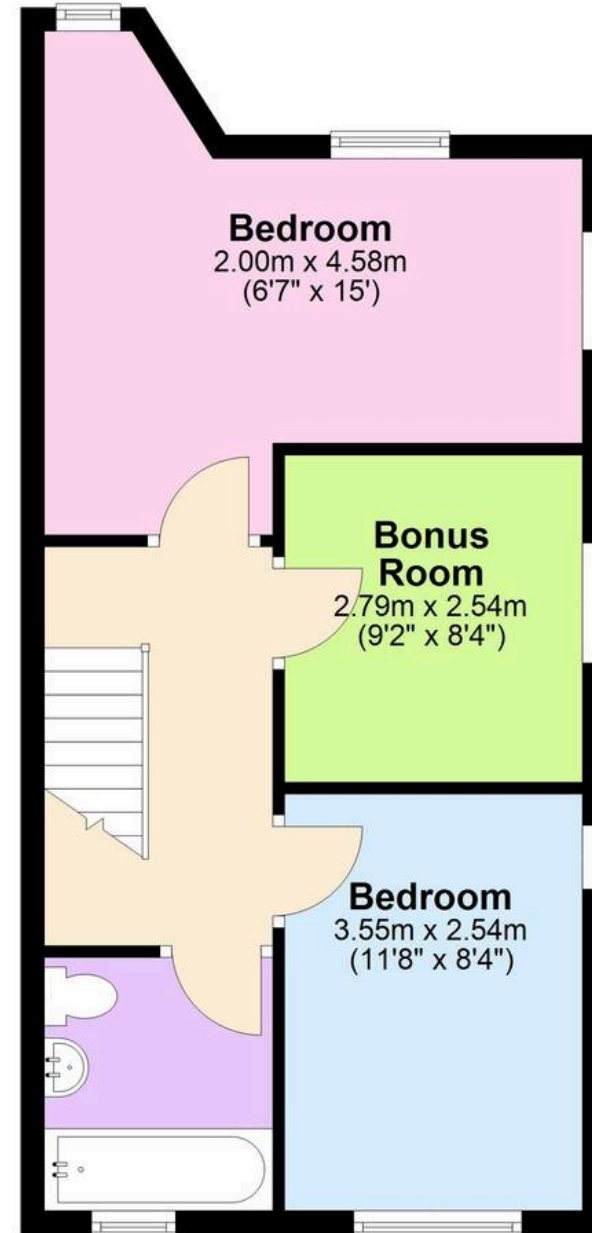 Bedroom
2.00m x 4.58m
(6'7" x 15')
Bonus
Room
2.79m x 2.54m
(9'2" x 8'4")
Bedroom
3.55m x 2.54m
(11'8" x 8'4")